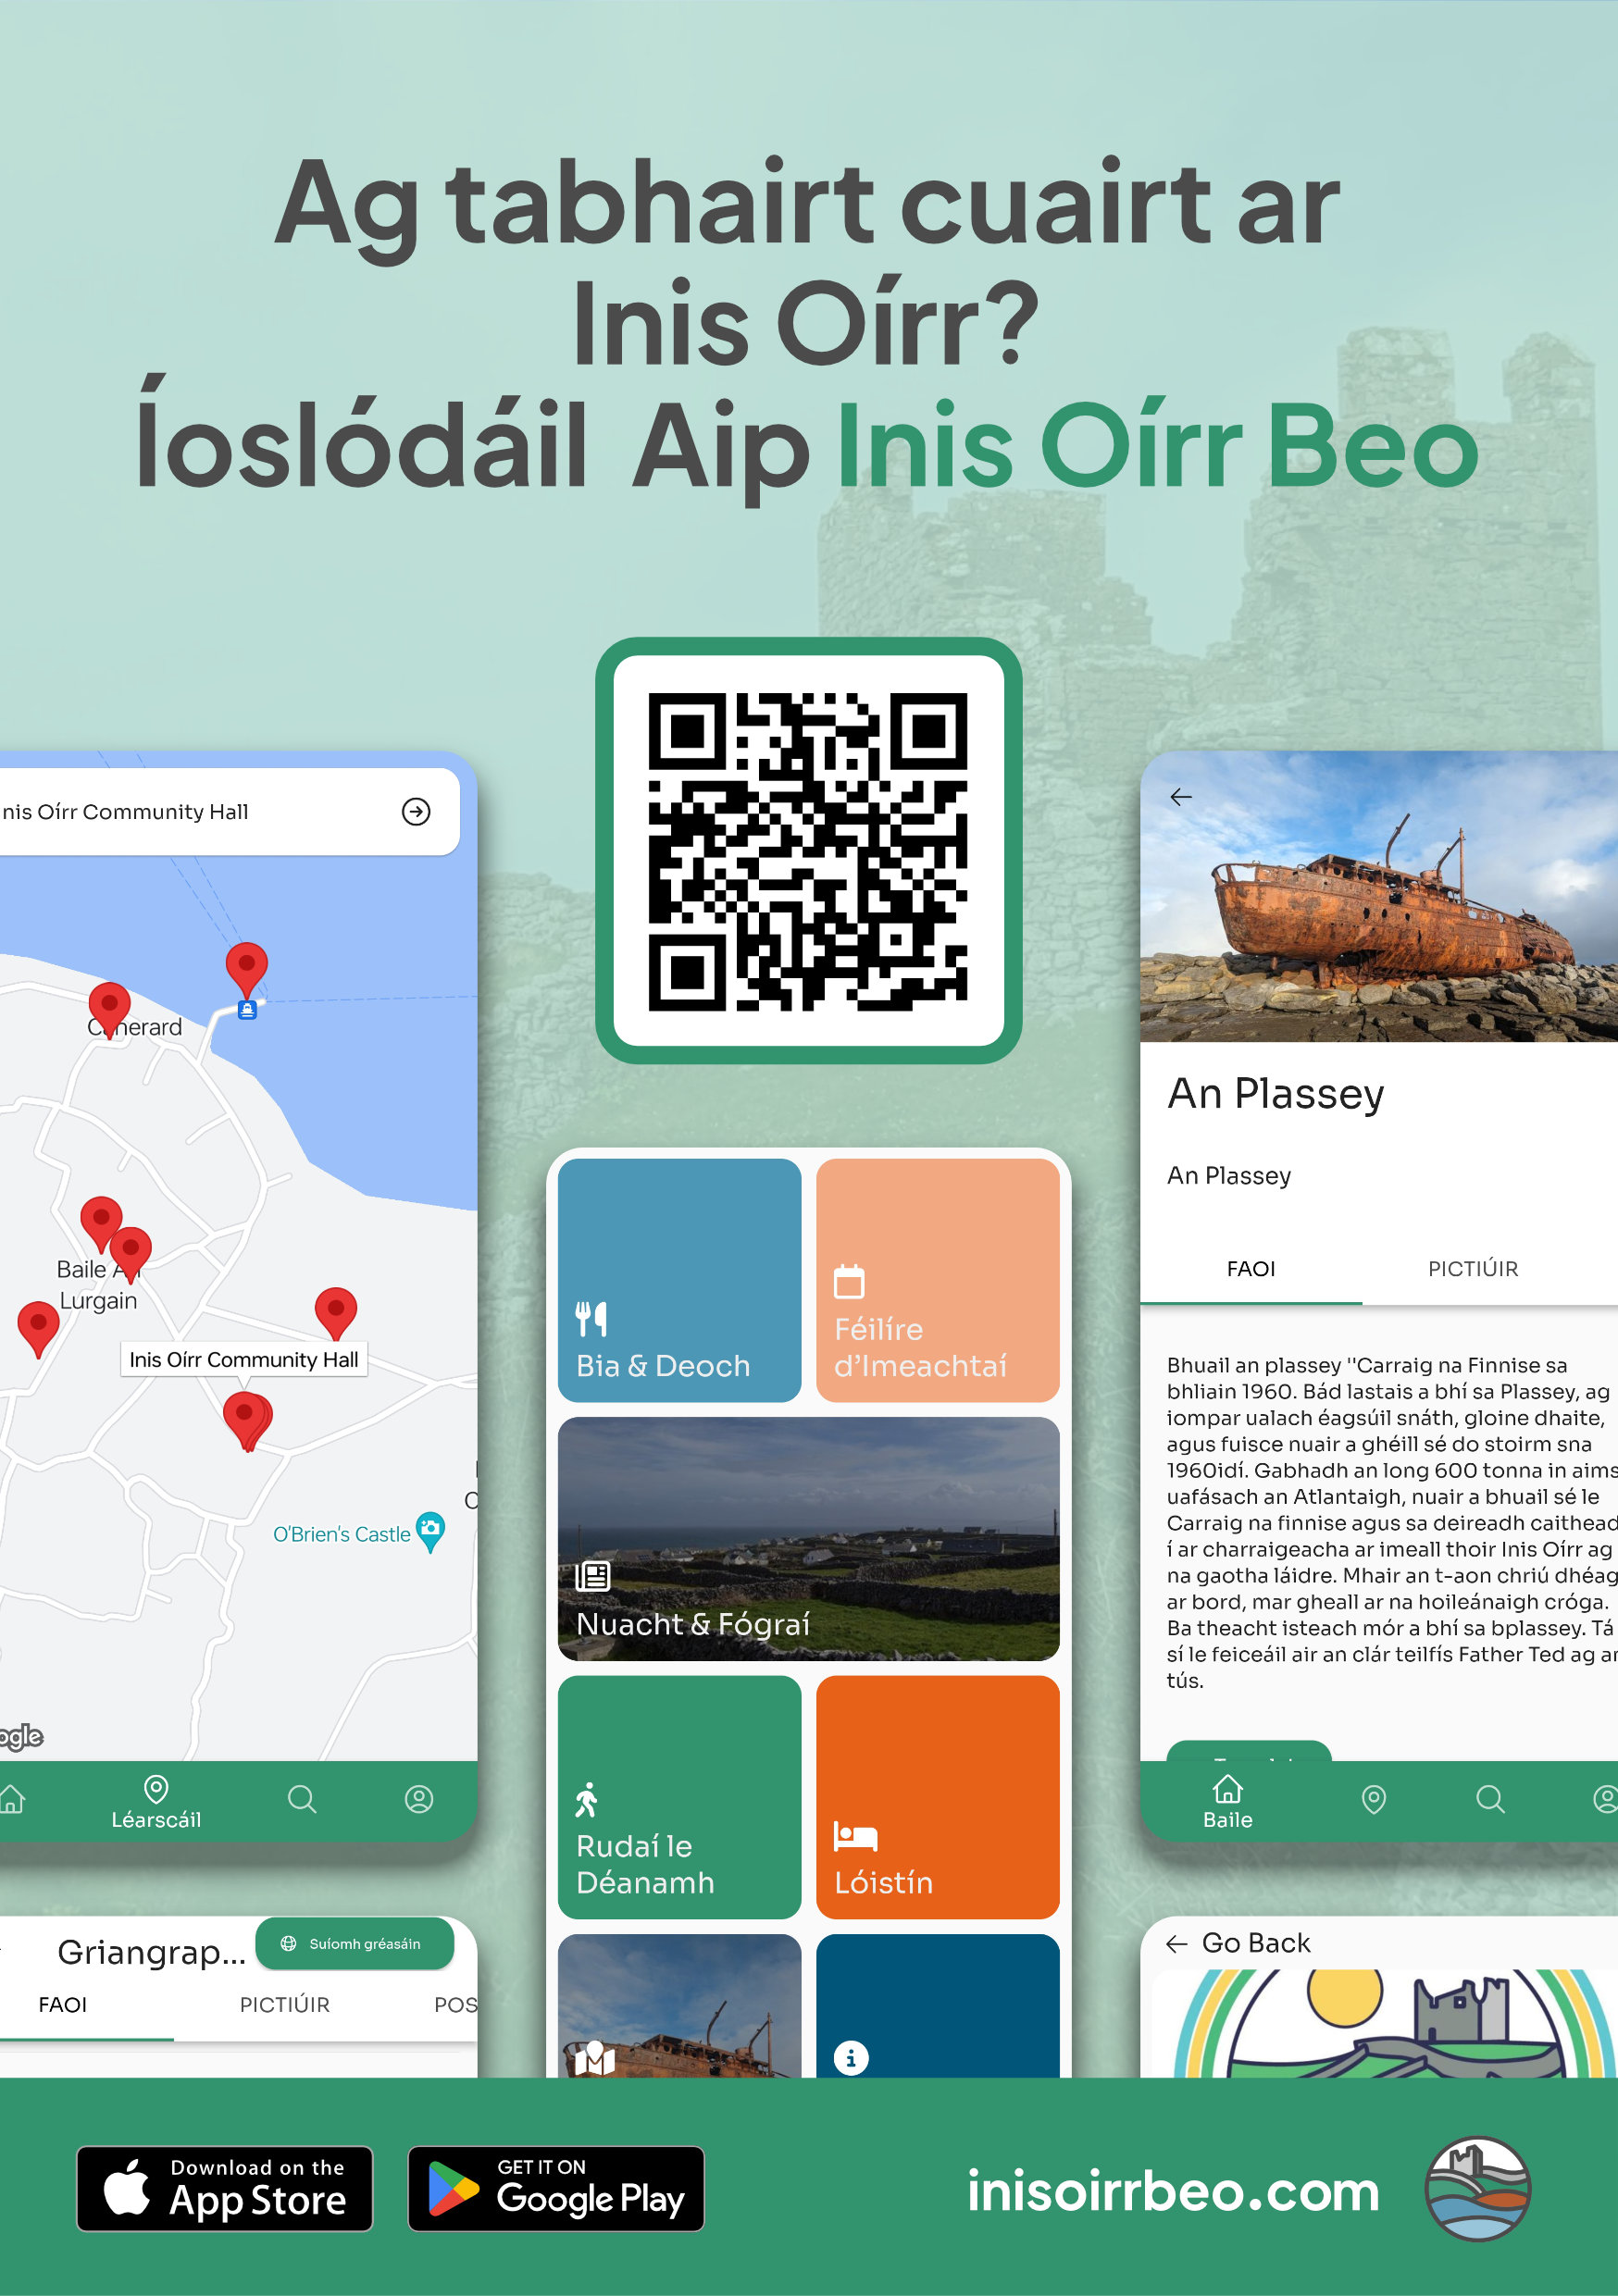 Ag tabhairt cuairt ar
Inis Oírr?
Íoslódáil Aip Inis Oírr Beo
nis Oírr Community Hall
Baile
Lurgain
Inis Oírr Community Hall
O'Brien's Castle
ogle
Léarscáil
Griangrap...
Suíomh gréasáin
FAOI
PICTIÚIR
POS
Bia & Deoch
Féilíre
d'Imeachtaí
Nuacht & Fógraí
Rudaí le
Déanamh
Lóistín
An Plassey
An Plassey
FAOI
PICTIÚIR
Bhuail an plassey ''Carraig na Finnise sa
bhliain 1960. Bád lastais a bhí sa Plassey, ag
iompar ualach éagsúil snáth, gloine dhaite,
agus fuisce nuair a ghéill sé do stoirm sna
1960idí. Gabhadh an long 600 tonna in aims
uafásach an Atlantaigh, nuair a bhuail sé le
Carraig na finnise agus sa deireadh caithead
í ar charraigeacha ar imeall thoir Inis Oírr ag
na gaotha láidre. Mhair an t-aon chriú dhéag
ar bord, mar gheall ar na hoileánaigh cróga.
Ba theacht isteach mór a bhí sa bplassey. Tá
sí le feiceáil air an clár teilfís Father Ted ag ar
tús.
Baile
Go Back
Download on the
App Store
GET IT ON
Google Play
inisoirrbeo.com